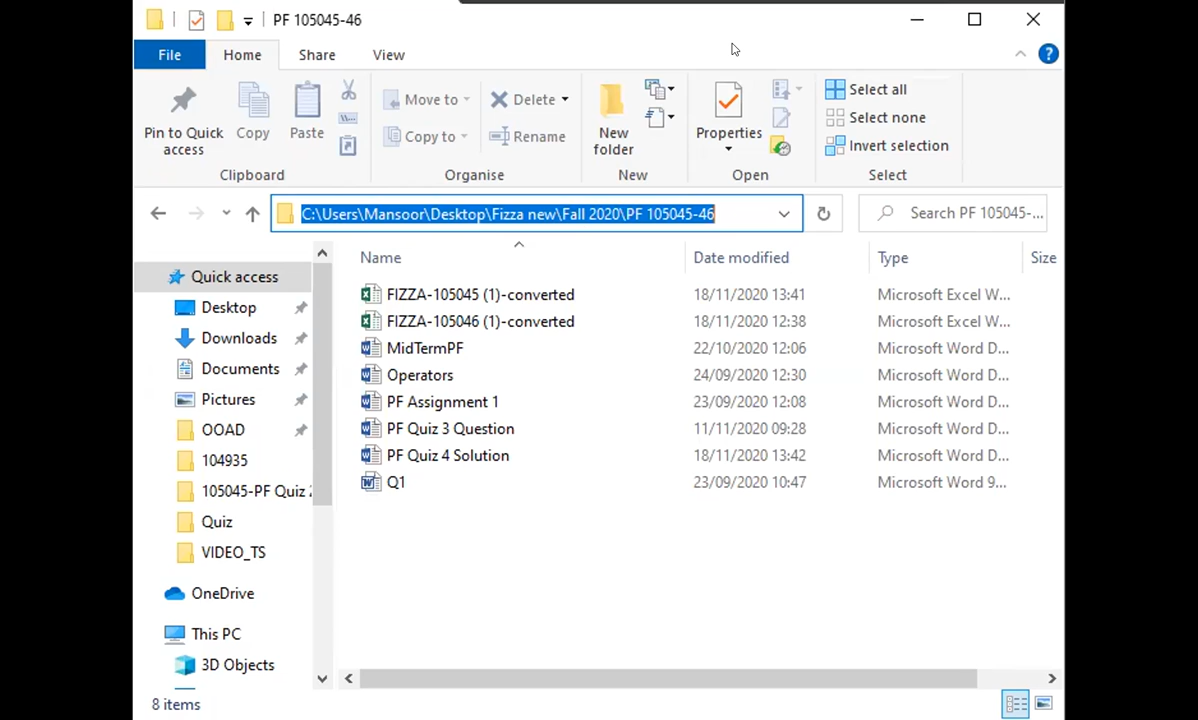 PF 105045-46
File Home Share View
Pin to Quick access
Copy
Paste
Move to
Copy to
Delete
Rename
New folder
Properties
Select all
Select none
Invert selection
Clipboard Organise New Open Select
C:\Users\Mansoor\Desktop\Fizza new\Fall 2020\PF 105045-46
Search PF 105045-...
Name Date modified Type Size
FIZZA-105045 (1)-converted 18/11/2020 13:41 Microsoft Excel W...
FIZZA-105046 (1)-converted 18/11/2020 12:38 Microsoft Excel W...
MidTermPF 22/10/2020 12:06 Microsoft Word D...
Operators 24/09/2020 12:30 Microsoft Word D...
PF Assignment 1 23/09/2020 12:08 Microsoft Word D...
PF Quiz 3 Question 11/11/2020 09:28 Microsoft Word D...
PF Quiz 4 Solution 18/11/2020 13:42 Microsoft Word D...
Q1 23/09/2020 10:47 Microsoft Word 9...
Quick access
Desktop
Downloads
Documents
Pictures
OOAD
104935
105045-PF Quiz
Quiz
VIDEO_TS
OneDrive
This PC
3D Objects
8 items